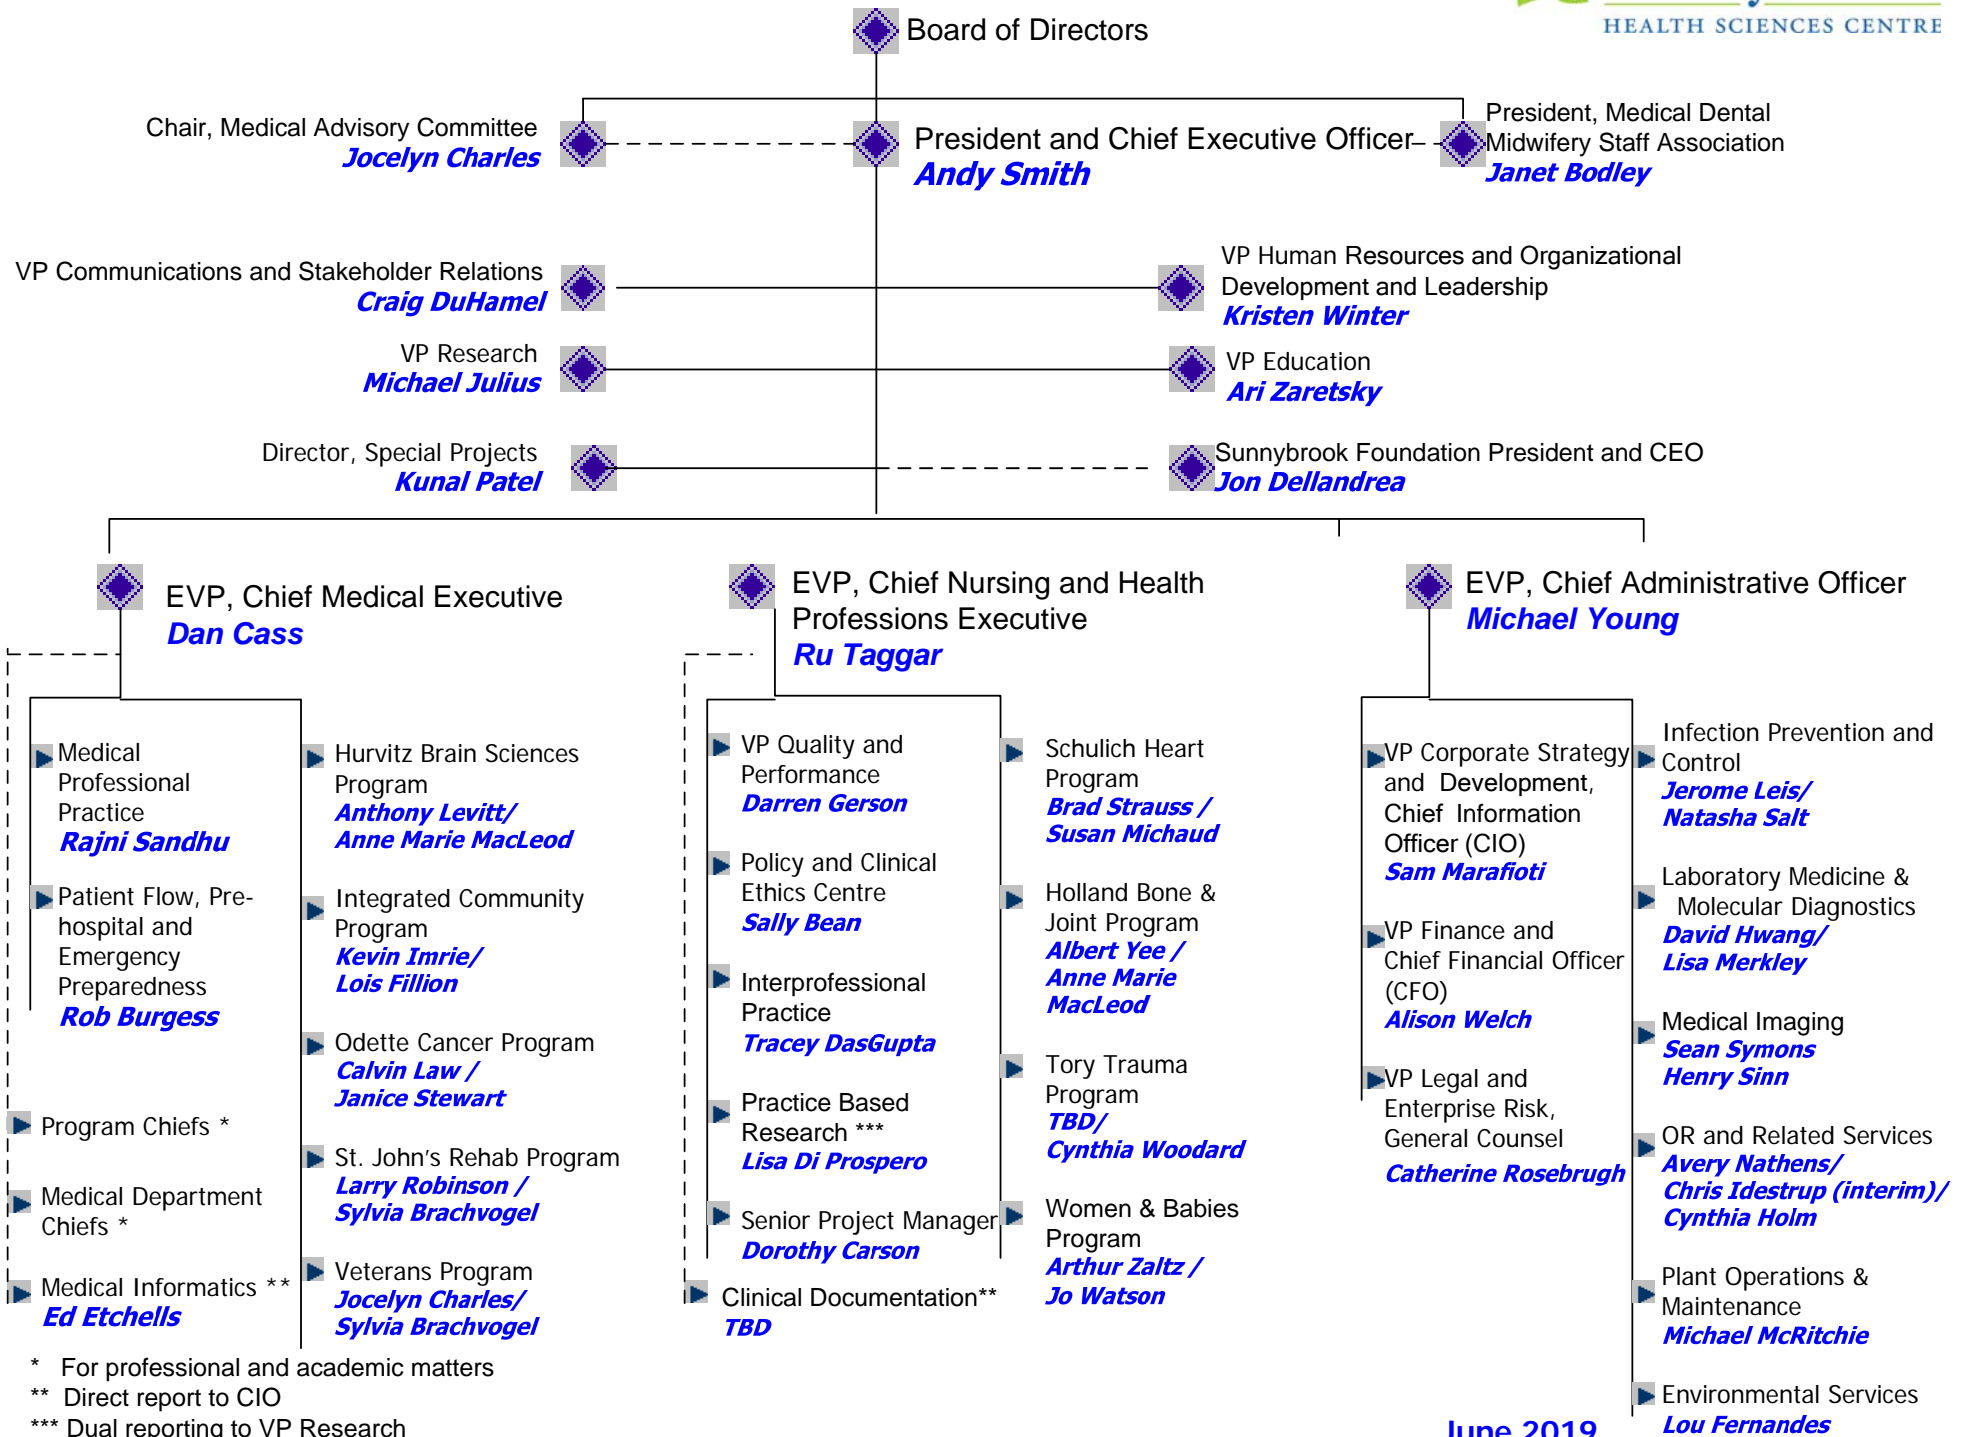 HEALTH SCIENCES CENTRE
Board of Directors
Chair, Medical Advisory Committee
Jocelyn Charles
President and Chief Executive Officer
Andy Smith
President, Medical Dental
Midwifery Staff Association
Janet Bodley
VP Communications and Stakeholder Relations
Craig DuHamel
VP Human Resources and Organizational
Development and Leadership
Kristen Winter
VP Research
Michael Julius
VP Education
Ari Zaretsky
Director, Special Projects
Kunal Patel
Sunnybrook Foundation President and CEO
Jon Dellandrea
EVP, Chief Medical Executive
Dan Cass
Medical
Professional
Practice
Rajni Sandhu
Patient Flow, Pre-
hospital and
Emergency
Preparedness
Rob Burgess
Program Chiefs *
Medical Department
Chiefs *
Medical Informatics **
Ed Etchells
Hurvitz Brain Sciences
Program
Anthony Levitt/
Anne Marie MacLeod
Integrated Community
Program
Kevin Imrie/
Lois Fillion
Odette Cancer Program
Calvin Law /
Janice Stewart
St. John's Rehab Program
Larry Robinson /
Sylvia Brachvogel
Veterans Program
Jocelyn Charles/
Sylvia Brachvogel
EVP, Chief Nursing and Health
Professions Executive
Ru Taggar
VP Quality and
Performance
Darren Gerson
Policy and Clinical
Ethics Centre
Sally Bean
Interprofessional
Practice
Tracey DasGupta
Practice Based
Research ***
Lisa Di Prospero
Senior Project Manager
Dorothy Carson
Clinical Documentation**
TBD
Schulich Heart
Program
Brad Strauss /
Susan Michaud
Holland Bone &
Joint Program
Albert Yee /
Anne Marie
MacLeod
Tory Trauma
Program
TBD/
Cynthia Woodard
Women & Babies
Program
Arthur Zaltz /
Jo Watson
EVP, Chief Administrative Officer
Michael Young
VP Corporate Strategy
and Development,
Chief Information
Officer (CIO)
Sam Marafioti
VP Finance and
Chief Financial Officer
(CFO)
Alison Welch
VP Legal and
Enterprise Risk,
General Counsel
Catherine Rosebrugh
Infection Prevention and
Control
Jerome Leis/
Natasha Salt
Laboratory Medicine &
Molecular Diagnostics
David Hwang/
Lisa Merkley
Medical Imaging
Sean Symons
Henry Sinn
OR and Related Services
Avery Nathens/
Chris Idestrup (interim)/
Cynthia Holm
Plant Operations &
Maintenance
Michael McRitchie
Environmental Services
Lou Fernandes
* For professional and academic matters
** Direct report to CIO
*** Dual reporting to VP Research
June 2019